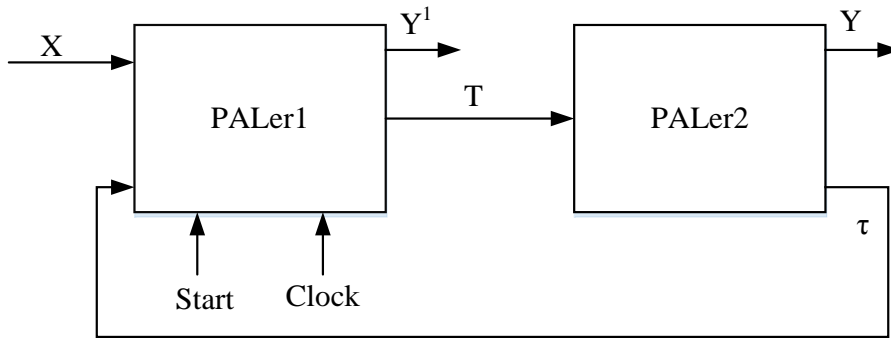 X
PALer1
Y¹
T
PALer2
Y
τ
Start
Clock